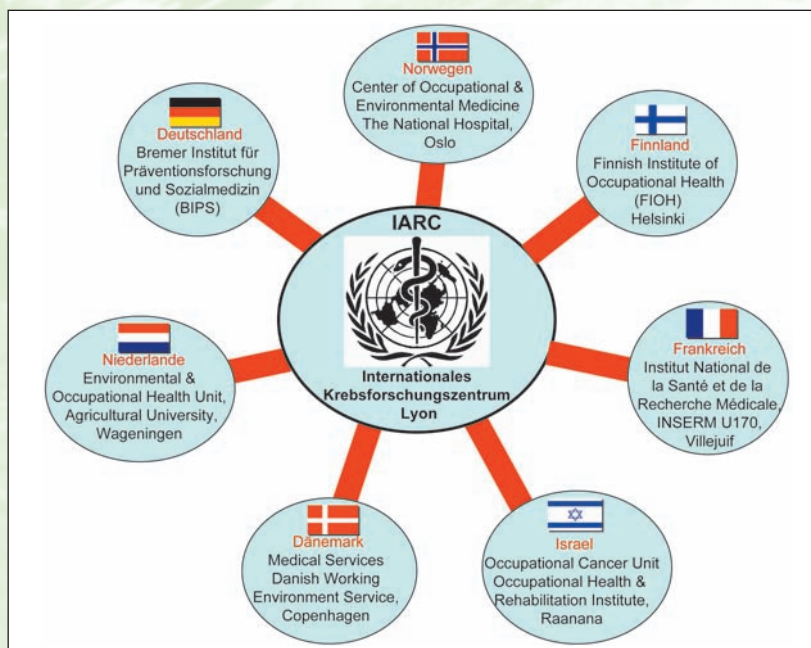 Norwegen
Center of Occupational &
Environmental Medicine
The National Hospital,
Oslo
Deutschland
Bremer Institut für
Präventionsforschung
und Sozialmedizin
(BIPS)
Finnland
Finnish Institute of
Occupational Health
(FIOH)
Helsinki
IARC
Internationales
Krebsforschungszentrum
Lyon
Niederlande
Environmental &
Occupational Health Unit,
Agricultural University,
Wageningen
Frankreich
Institut National de
la Santé et de la
Recherche Médicale,
INSERM U170,
Villejuif
Dänemark
Medical Services
Danish Working
Environment Service,
Copenhagen
Israel
Occupational Cancer Unit
Occupational Health &
Rehabilitation Institute,
Raanana